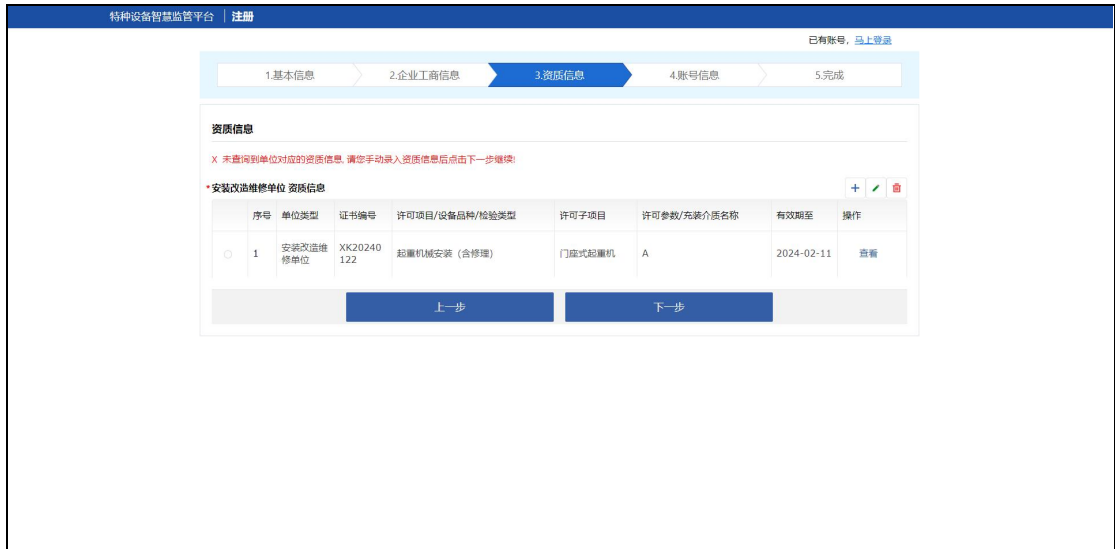 特种设备智慧监管平台 | 注册
已有账号，马上登录
1.基本信息 2.企业工商信息 3.资质信息 4.账号信息 5.完成
资质信息
X 未查询到单位对应的资质信息, 请您手动录入资质信息后点击下一步继续!
*安装改造维修单位 资质信息
序号 单位类型 证书编号 许可项目/设备品种/检验类型 许可子项目 许可参数/充装介质名称 有效期至 操作
1 安装改造维修单位 XK20240122 起重机械安装（含修理） 门座式起重机 A 2024-02-11 查看
上一步 下一步